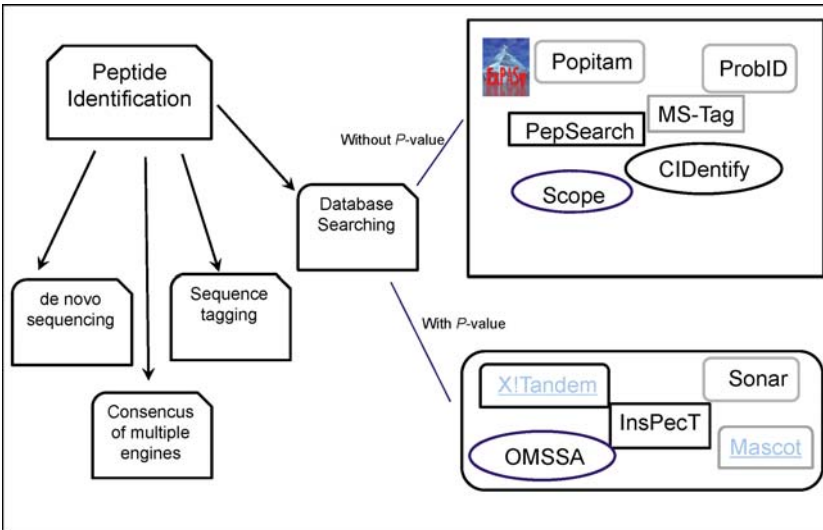 Peptide
Identification
Without P-value
Database
Searching
de novo
sequencing
Sequence
tagging
Consencus
of multiple
engines
With P-value
ExPASy
Popitam
ProbID
MS-Tag
PepSearch
CIDentify
Scope
X!Tandem
Sonar
InsPecT
OMSSA
Mascot